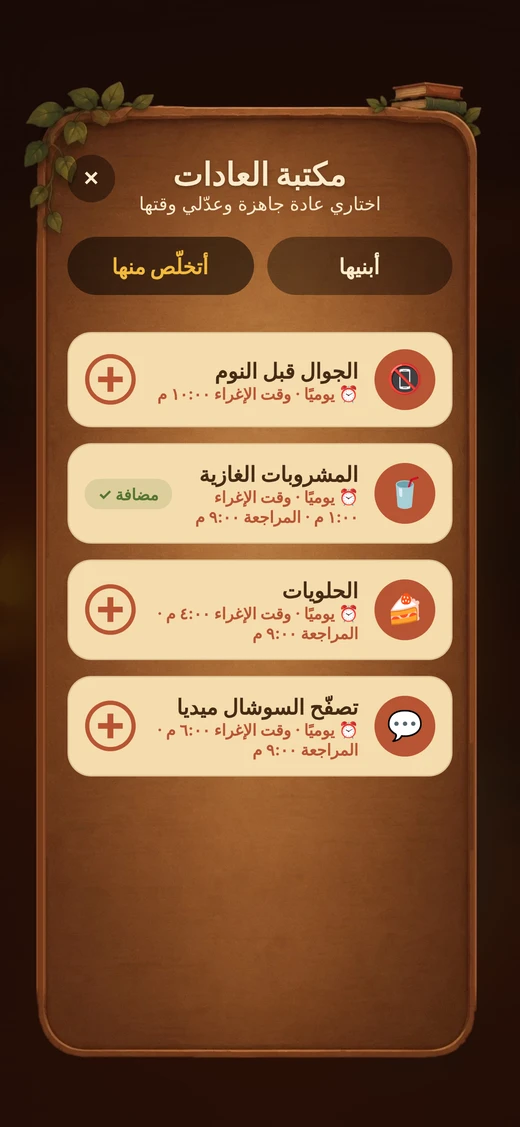 مكتبة العادات
اختاري عادة جاهزة وعدّلي وقتها
أبنيها
أتخلّص منها
الجوال قبل النوم
⏰ يوميًا · وقت الإغراء ١٠:٠٠ م
المشروبات الغازية
⏰ يوميًا · وقت الإغراء
١:٠٠ م · المراجعة ٩:٠٠ م
مضافة ✓
الحلويات
⏰ يوميًا · وقت الإغراء ٤:٠٠ م ·
المراجعة ٩:٠٠ م
تصفّح السوشال ميديا
⏰ يوميًا · وقت الإغراء ٦:٠٠ م ·
المراجعة ٩:٠٠ م